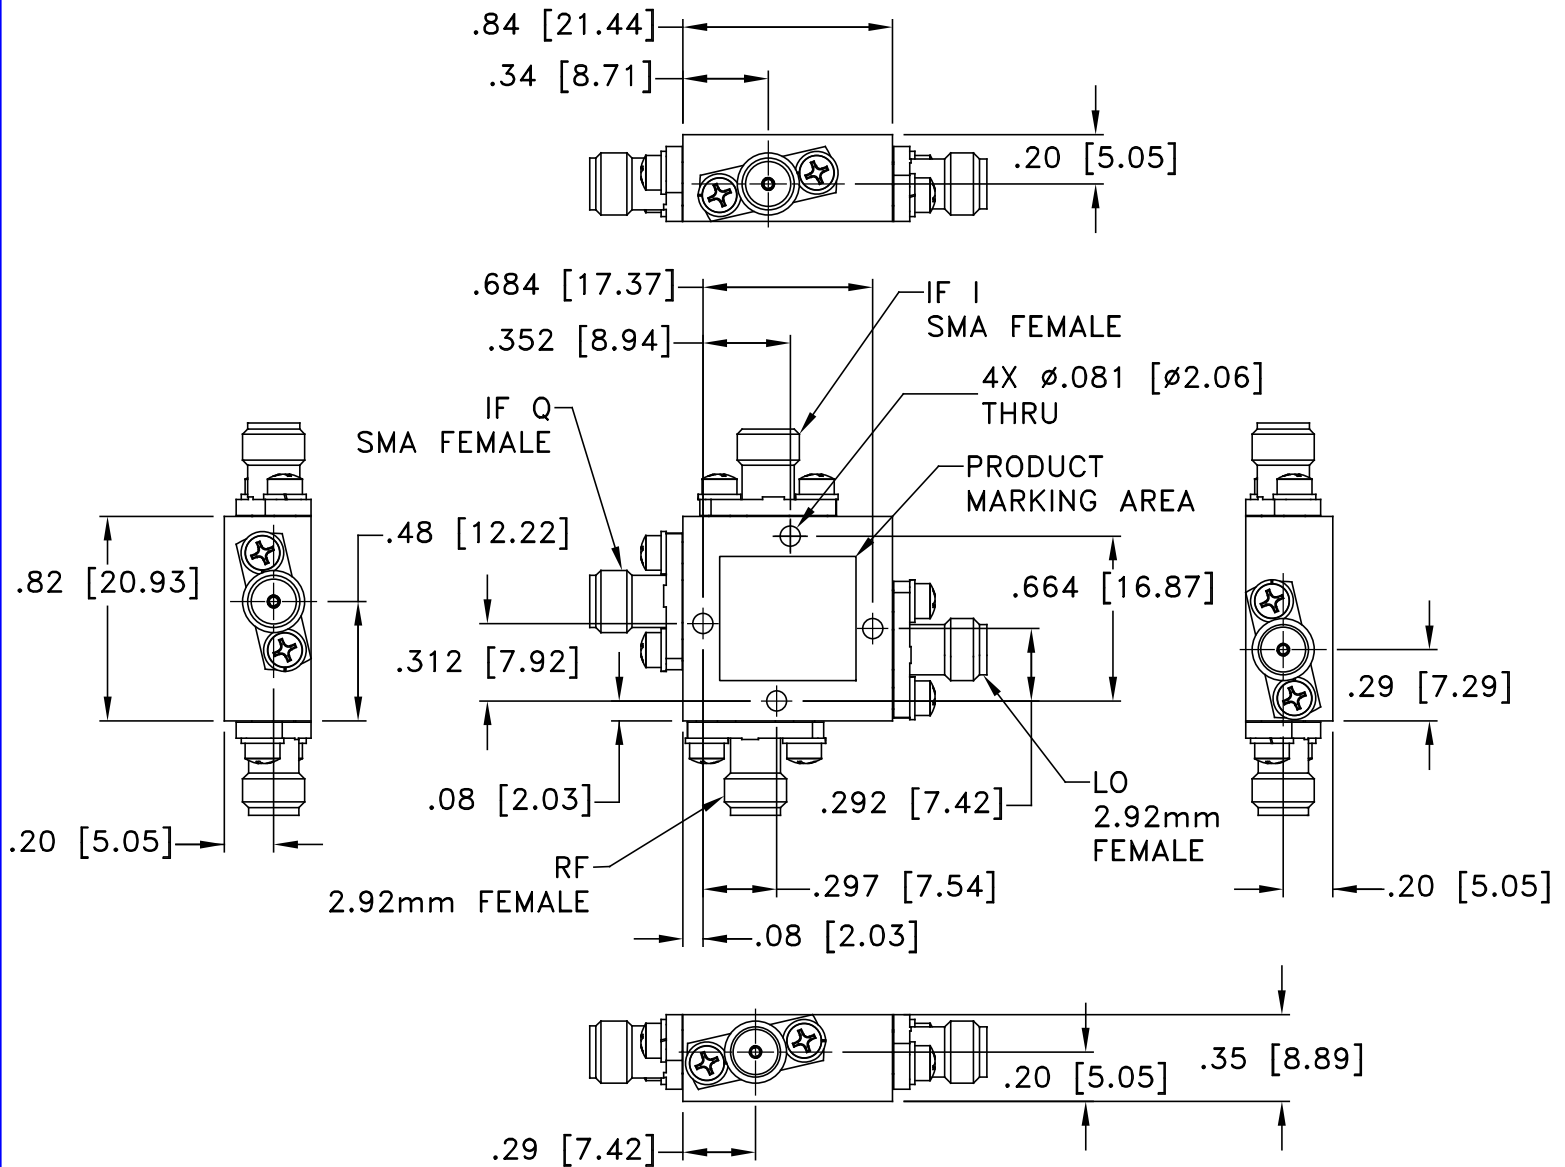 .84 [21.44]
.34 [8.71]
.20 [5.05]
.684 [17.37]
IF I
SMA FEMALE
.352 [8.94]
4X ø.081 [ø2.06]
THRU
IF Q
SMA FEMALE
PRODUCT
MARKING AREA
.48 [12.22]
.82 [20.93]
.664 [16.87]
.312 [7.92]
.29 [7.29]
.08 [2.03]
.292 [7.42]
LO
2.92mm
FEMALE
.20 [5.05]
RF
2.92mm FEMALE
.297 [7.54]
.20 [5.05]
.08 [2.03]
.35 [8.89]
.20 [5.05]
.29 [7.42]